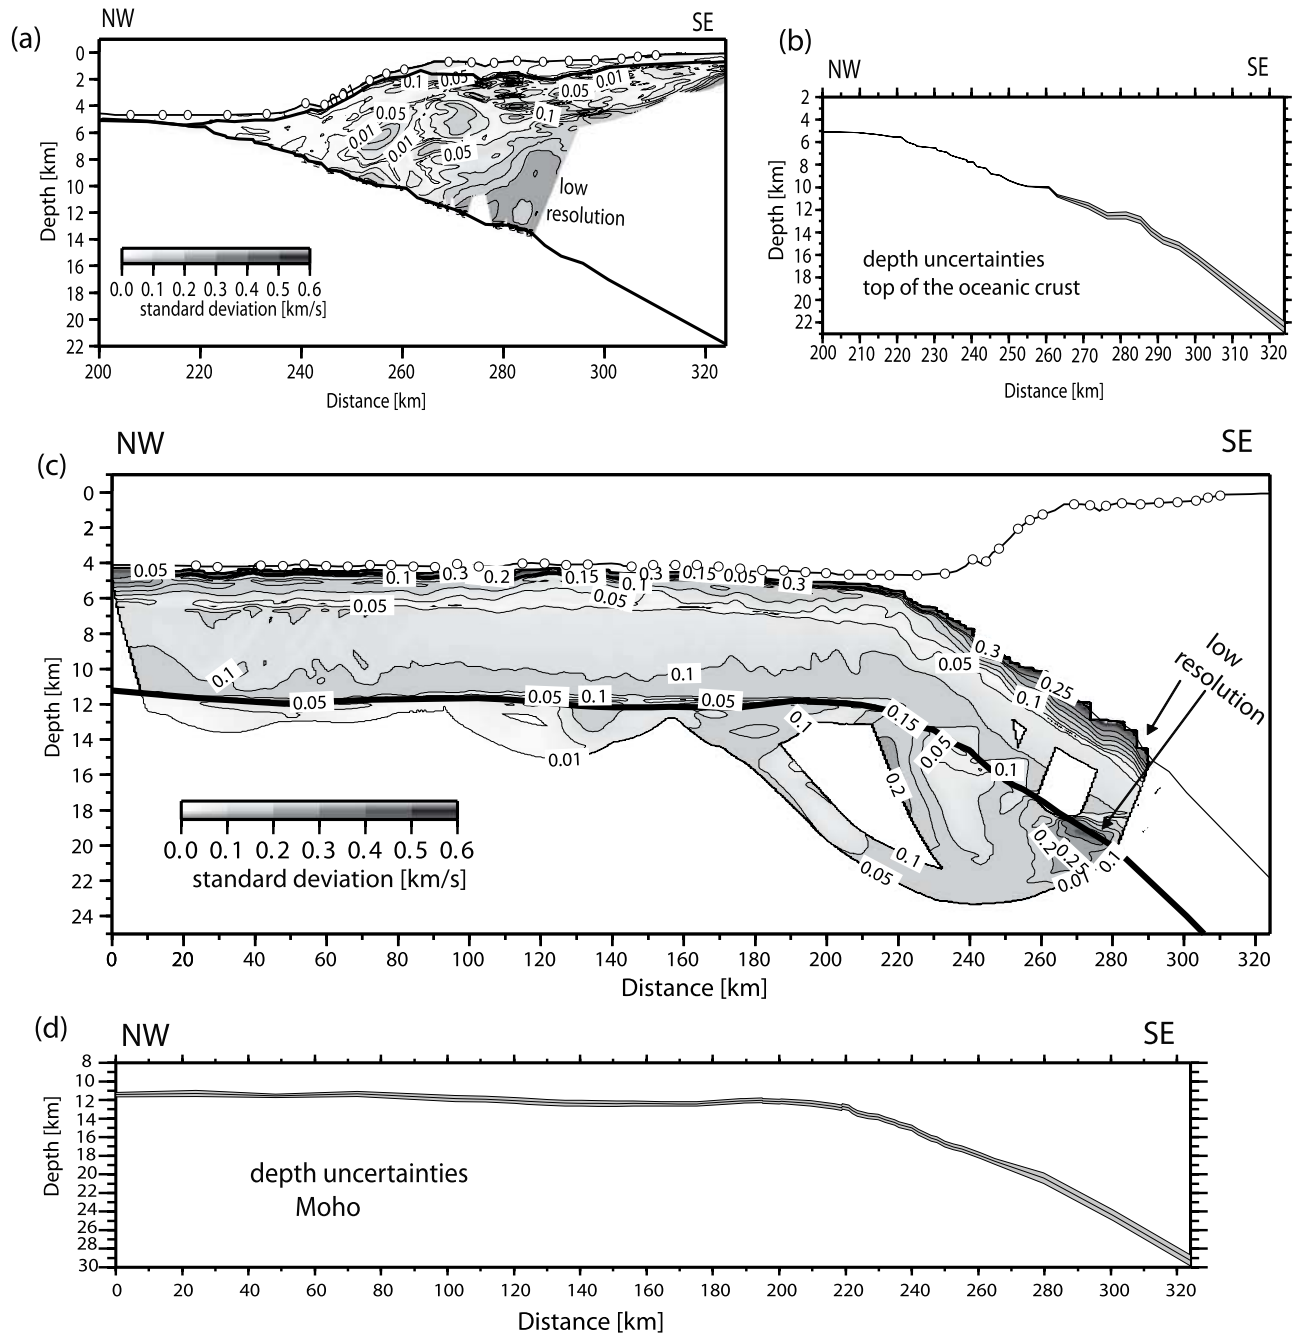 (a)
NW
SE
0
2
4
6
8
10
12
14
16
18
20
22
Depth [km]
0.1
0.05
0.05
0.01
0.05
0.1
0.01
0.01
0.05
low
resolution
0.0 0.1 0.2 0.3 0.4 0.5 0.6
standard deviation [km/s]
200 220 240 260 280 300 320
Distance [km]
(b)
NW
SE
2
4
6
8
10
12
14
16
18
20
22
Depth [km]
depth uncertainties
top of the oceanic crust
200 210 220 230 240 250 260 270 280 290 300 310 320
Distance [km]
(c)
NW
SE
0
2
4
6
8
10
12
14
16
18
20
22
24
Depth [km]
0.05
0.1
0.3
0.2
0.15
0.1
0.3
0.15
0.05
0.3
0.05
0.05
0.3
0.05
0.25
0.1
low
resolution
0.1
0.1
0.05
0.05
0.1
0.05
0.1
0.15
0.05
0.1
0.01
0.2
0.2
0.25
0.1
0.07
0.1
0.05
0.0 0.1 0.2 0.3 0.4 0.5 0.6
standard deviation [km/s]
0 20 40 60 80 100 120 140 160 180 200 220 240 260 280 300 320
Distance [km]
(d)
NW
SE
8
10
12
14
16
18
20
22
24
26
28
30
Depth [km]
depth uncertainties
Moho
0 20 40 60 80 100 120 140 160 180 200 220 240 260 280 300 320
Distance [km]